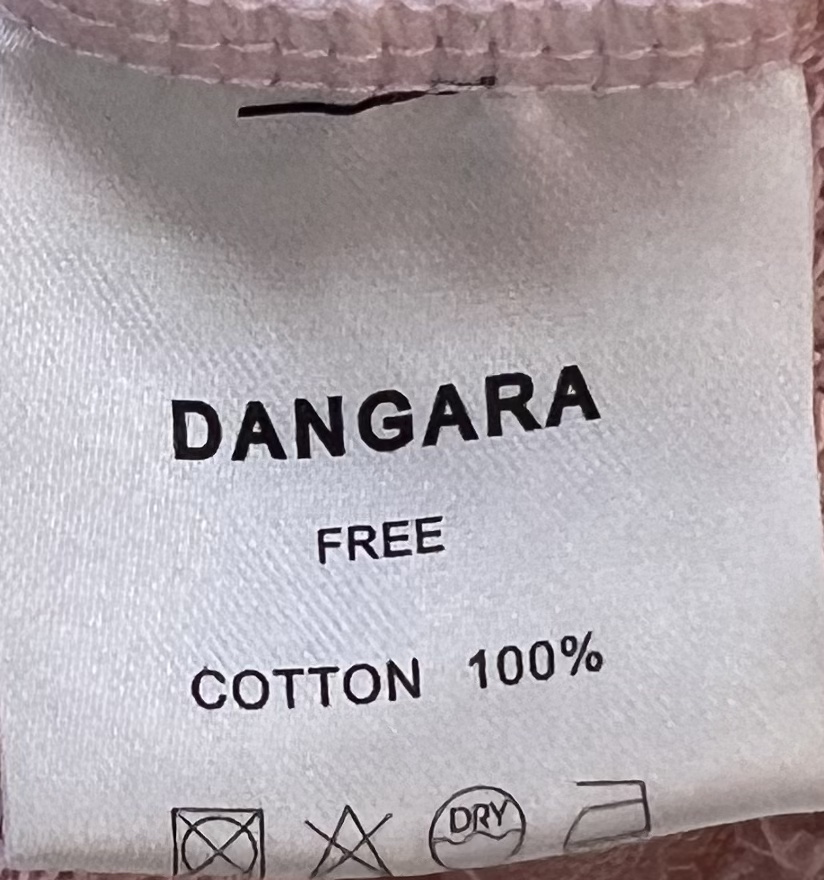 DANGARA
FREE
COTTON 100%
DRY